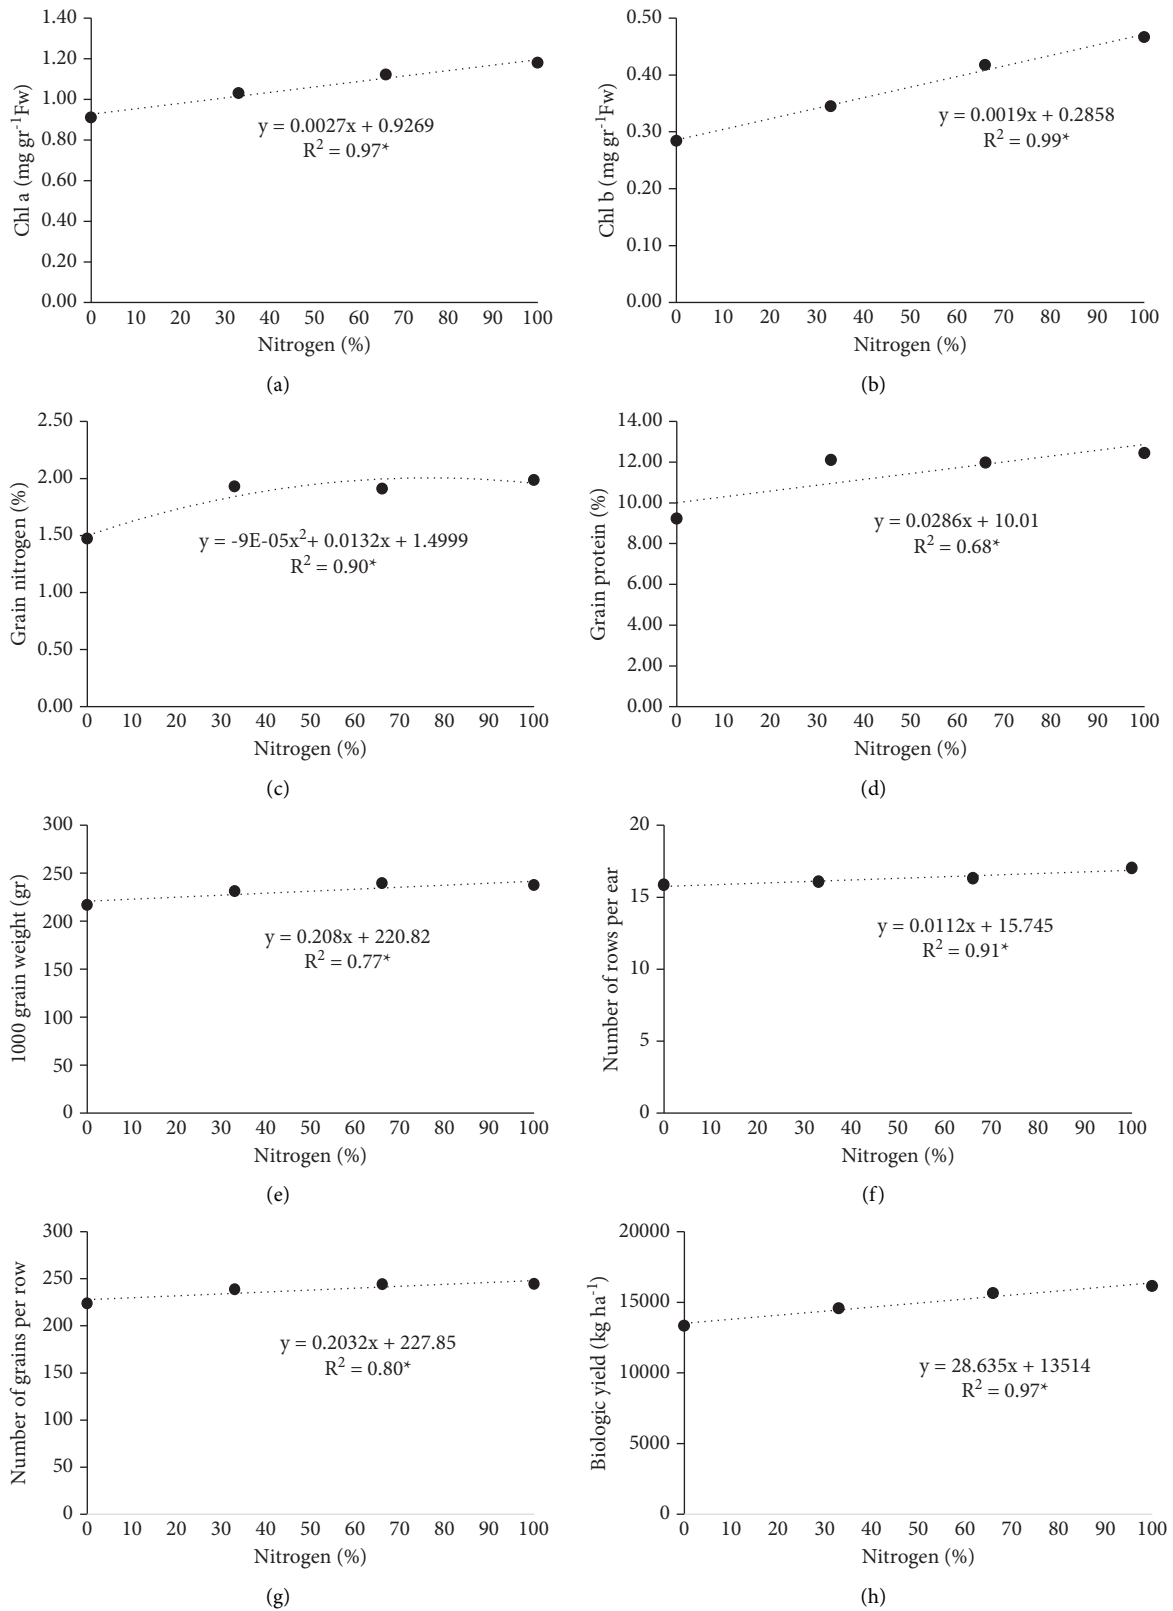 1.40
1.20
1.00
0.80
0.60
0.40
0.20
0.00
Chl a (mg gr⁻¹Fw)
y = 0.0027x + 0.9269
R² = 0.97*
0 10 20 30 40 50 60 70 80 90 100
Nitrogen (%)
(a)
0.50
0.40
0.30
0.20
0.10
0.00
Chl b (mg gr⁻¹Fw)
y = 0.0019x + 0.2858
R² = 0.99*
0 10 20 30 40 50 60 70 80 90 100
Nitrogen (%)
(b)
2.50
2.00
1.50
1.00
0.50
0.00
Grain nitrogen (%)
y = -9E-05x²+ 0.0132x + 1.4999
R² = 0.90*
0 10 20 30 40 50 60 70 80 90 100
Nitrogen (%)
(c)
14.00
12.00
10.00
8.00
6.00
4.00
2.00
0.00
Grain protein (%)
y = 0.0286x + 10.01
R² = 0.68*
0 10 20 30 40 50 60 70 80 90 100
Nitrogen (%)
(d)
300
250
200
150
100
50
0
1000 grain weight (gr)
y = 0.208x + 220.82
R² = 0.77*
0 10 20 30 40 50 60 70 80 90 100
Nitrogen (%)
(e)
20
15
10
5
0
Number of rows per ear
y = 0.0112x + 15.745
R² = 0.91*
0 10 20 30 40 50 60 70 80 90 100
Nitrogen (%)
(f)
300
250
200
150
100
50
0
Number of grains per row
y = 0.2032x + 227.85
R² = 0.80*
0 10 20 30 40 50 60 70 80 90 100
Nitrogen (%)
(g)
20000
15000
10000
5000
0
Biologic yield (kg ha⁻¹)
y = 28.635x + 13514
R² = 0.97*
0 10 20 30 40 50 60 70 80 90 100
Nitrogen (%)
(h)